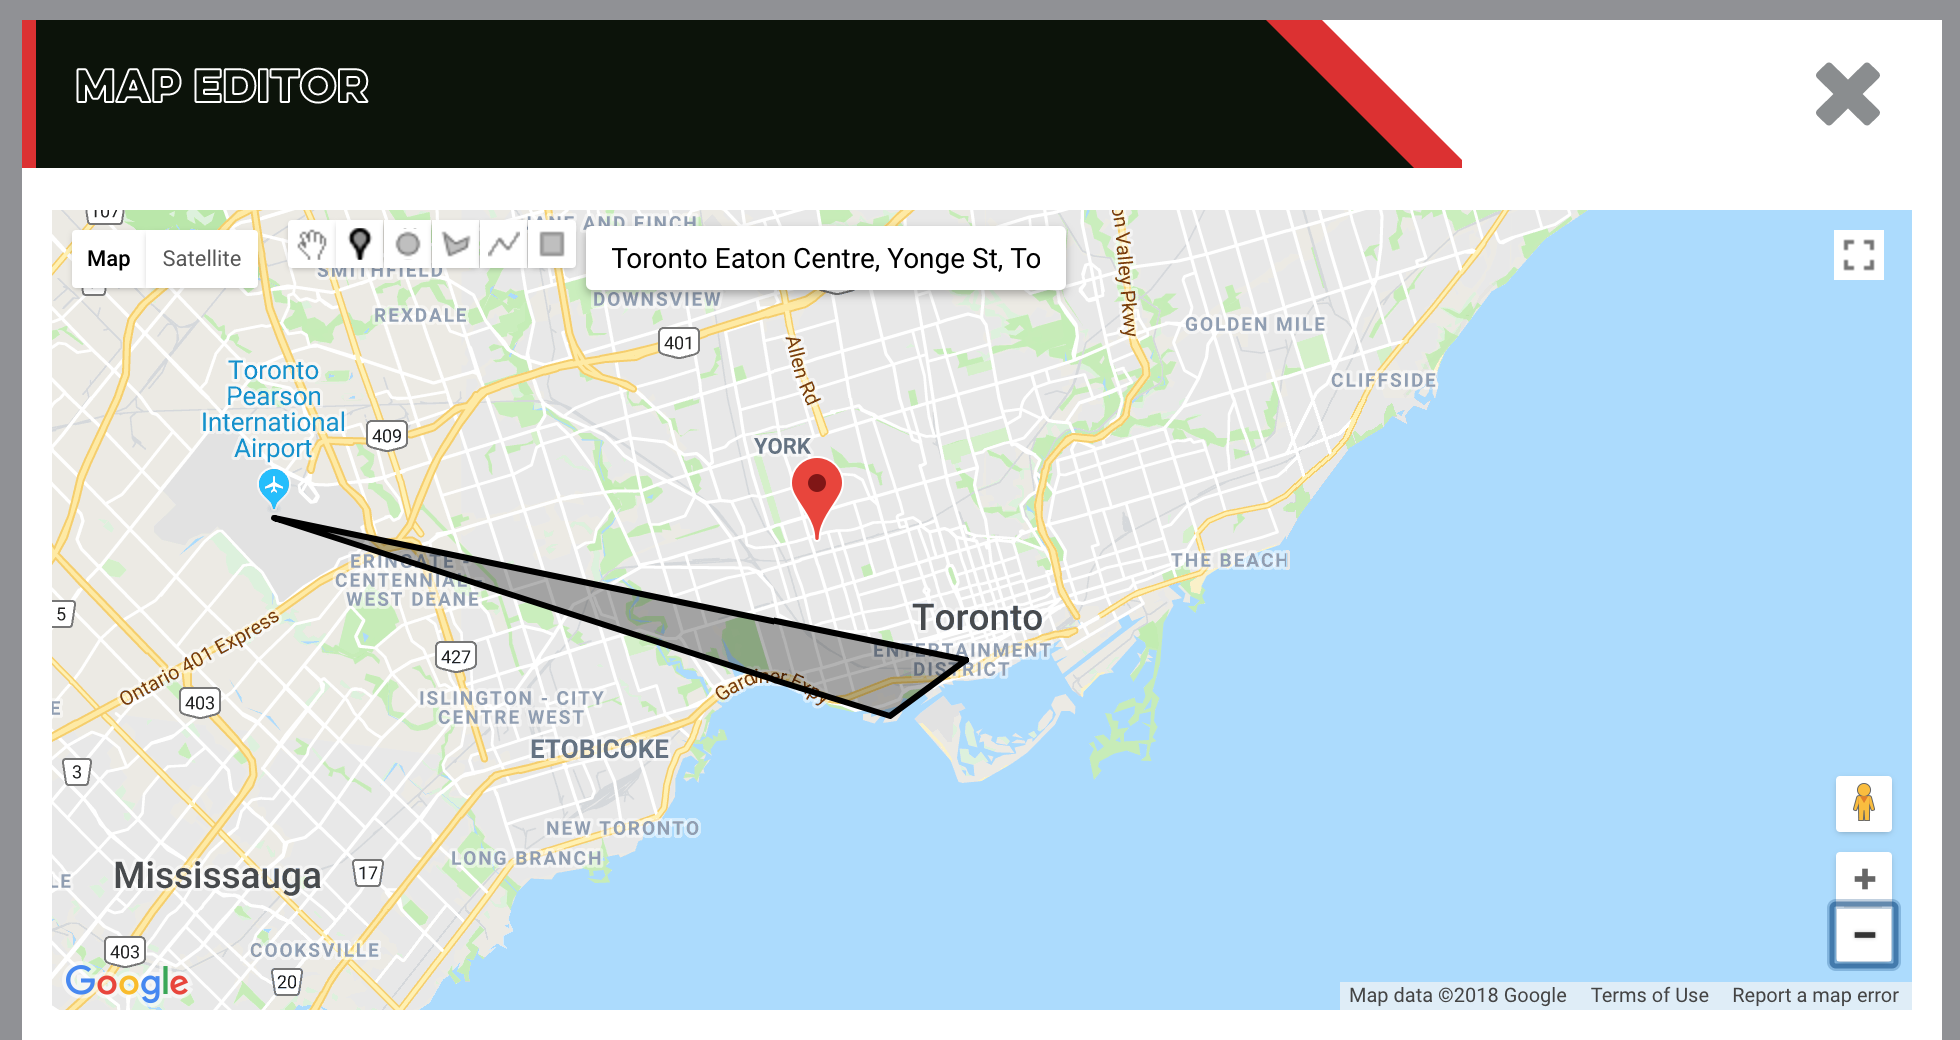 MAP EDITOR
107
Map
Satellite
SMITHFIELD
JANE AND FINCH
Toronto Eaton Centre, Yonge St, To
DOWNSVIEW
REXDALE
401
Allen Rd
on Valley Pkwy
GOLDEN MILE
CLIFFSIDE
Toronto
Pearson
International
Airport
409
YORK
ERINGATE -
CENTENNIAL -
WEST DEANE
THE BEACH
5
Toronto
ENTERTAINMENT
DISTRICT
Ontario 401 Express
427
403
Gardiner Expy
ISLINGTON - CITY
CENTRE WEST
E
ETOBICOKE
3
NEW TORONTO
LONG BRANCH
Mississauga
17
LE
403
COOKSVILLE
20
Google
Map data ©2018 Google
Terms of Use
Report a map error